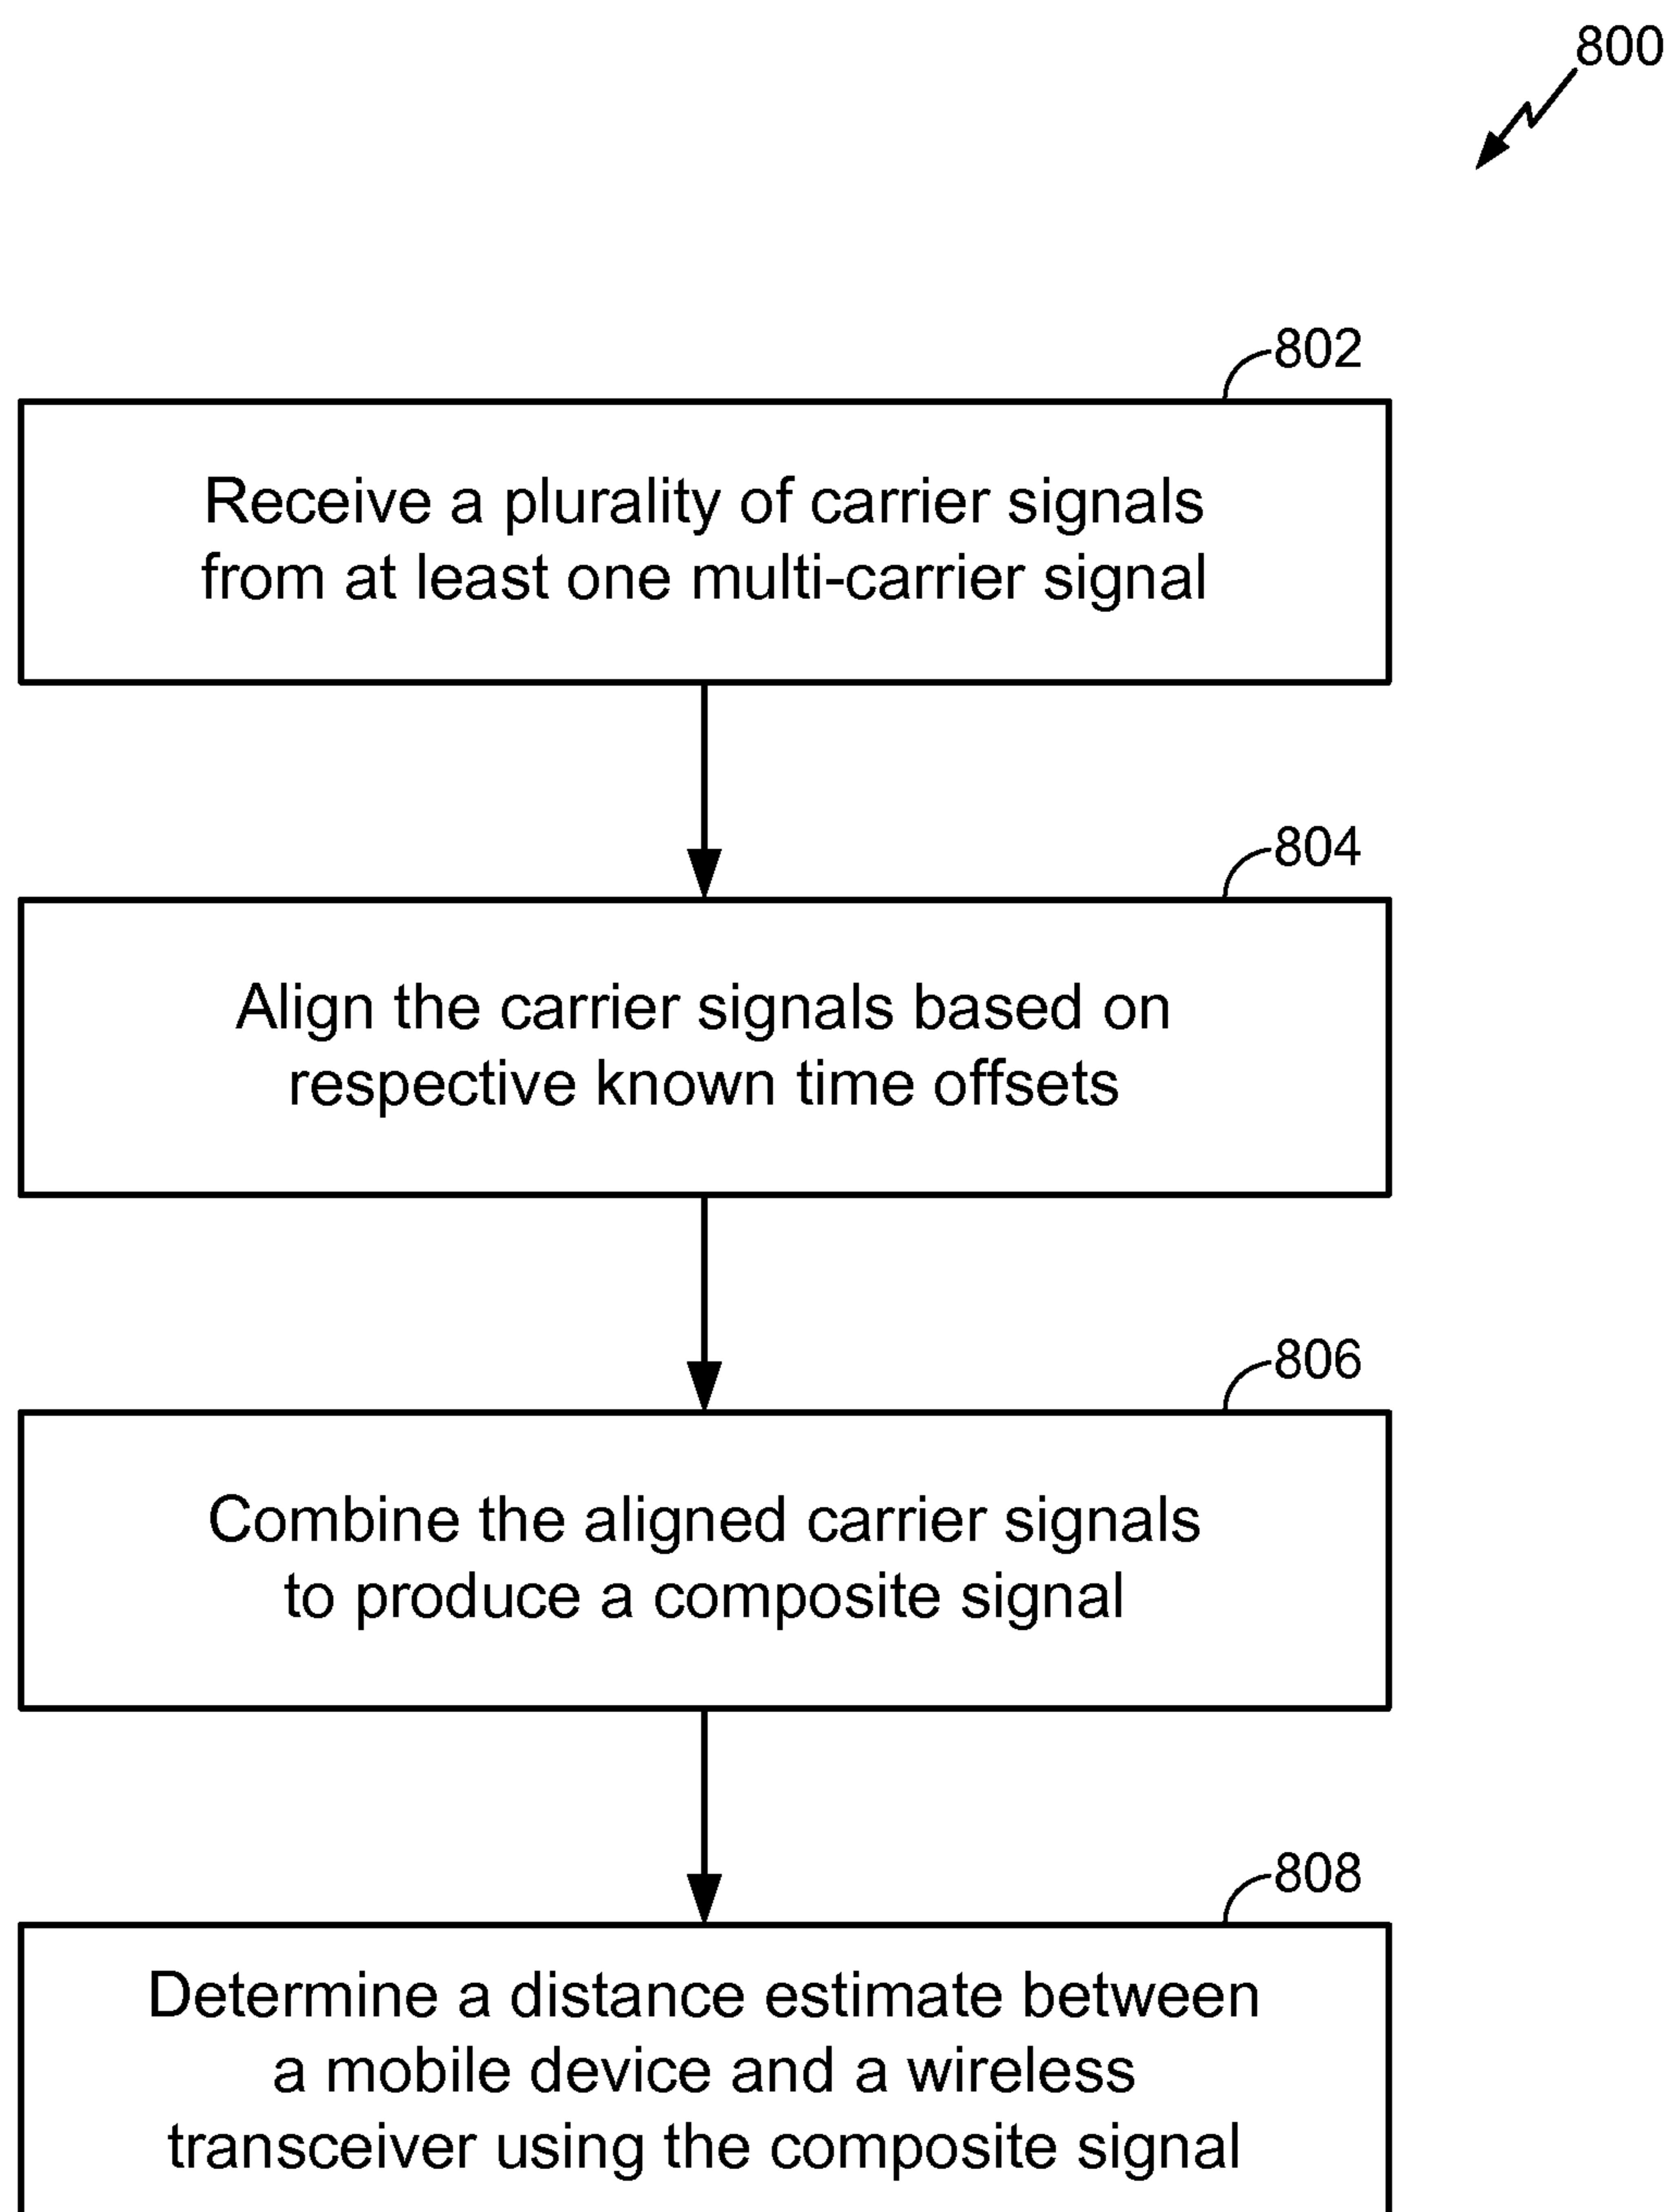 800
802
Receive a plurality of carrier signals
from at least one multi-carrier signal
804
Align the carrier signals based on
respective known time offsets
806
Combine the aligned carrier signals
to produce a composite signal
808
Determine a distance estimate between
a mobile device and a wireless
transceiver using the composite signal